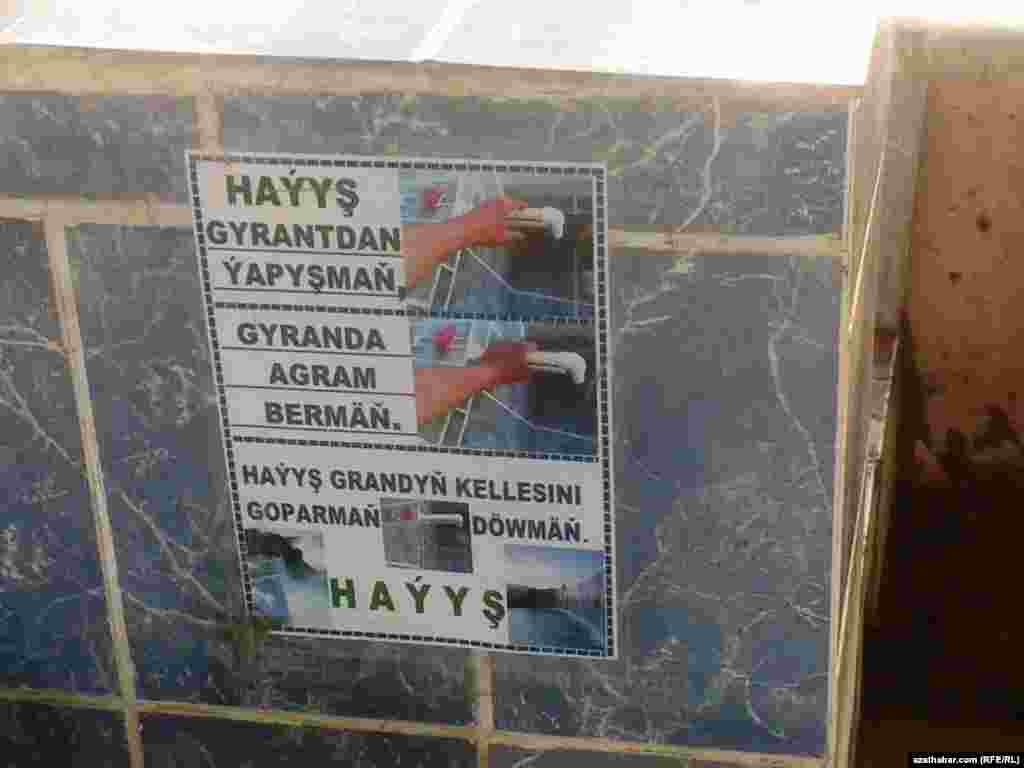 HAÝYŞ
GYRANTDAN
ÝAPYŞMAŇ
GYRANDA
AGRAM
BERMÄŇ.
HAÝYŞ GRANDYŇ KELLESINI
GOPARMAŇ DÖWMÄŇ.
HAÝYŞ
azathabar.com (RFE/RL)